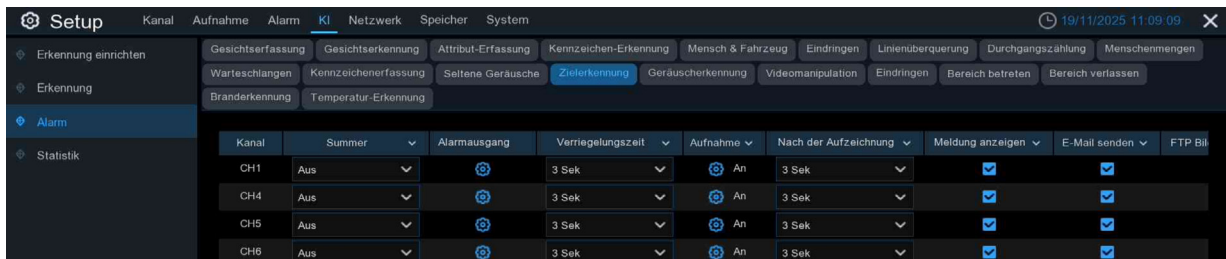 Setup Kanal Aufnahme Alarm KI Netzwerk Speicher System 19/11/2025 11:09:09
Erkennung einrichten
Erkennung
Alarm
Statistik
Gesichtserfassung Gesichtserkennung Attribut-Erfassung Kennzeichen-Erkennung Mensch & Fahrzeug Eindringen Linienüberquerung Durchgangszählung Menschenmengen
Warteschlangen Kennzeichenerfassung Seltene Geräusche Zielerkennung Geräuscherkennung Videomanipulation Eindringen Bereich betreten Bereich verlassen
Branderkennung Temperatur-Erkennung
Kanal Summer Alarmausgang Verriegelungszeit Aufnahme Nach der Aufzeichnung Meldung anzeigen E-Mail senden FTP Bil
CH1 Aus 3 Sek An 3 Sek
CH4 Aus 3 Sek An 3 Sek
CH5 Aus 3 Sek An 3 Sek
CH6 Aus 3 Sek An 3 Sek